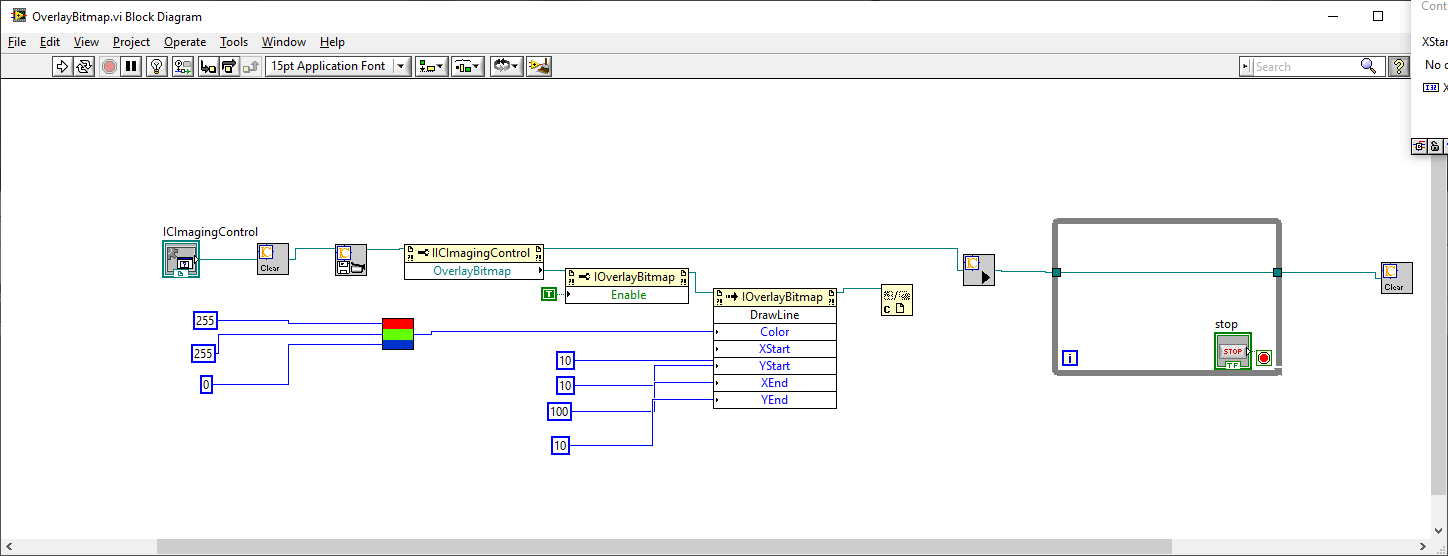 OverlayBitmap.vi Block Diagram
Cont
File Edit View Project Operate Tools Window Help
XStar
15pt Application Font
Search
?
No c
I32 X
ICImagingControl
Clear
IICImagingControl
OverlayBitmap
IOverlayBitmap
Enable
T
IOverlayBitmap
DrawLine
Color
XStart
YStart
XEnd
YEnd
C
255
255
0
10
10
100
10
stop
STOP
TF
i
Clear